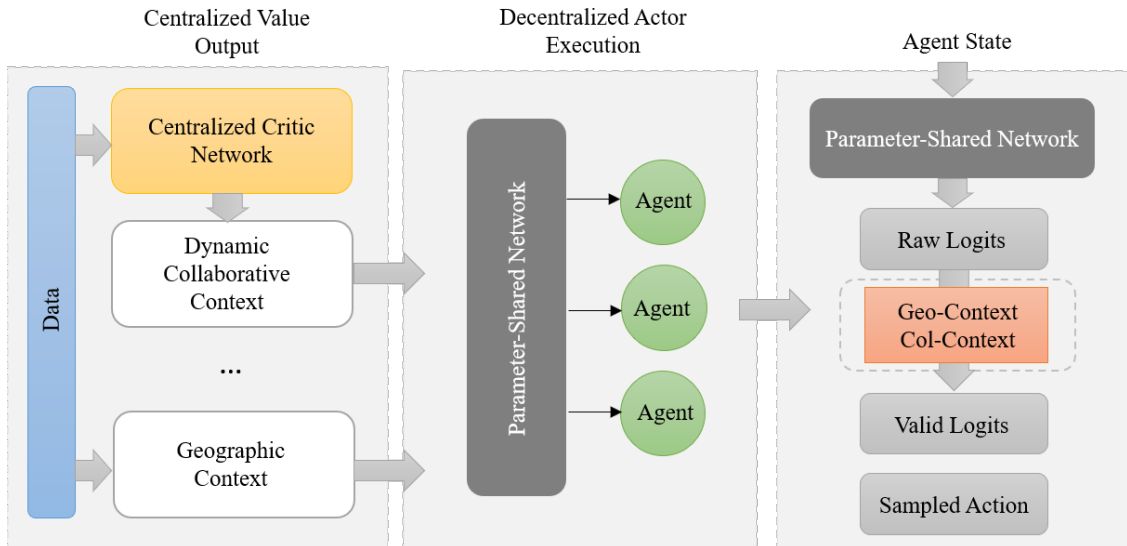 Centralized Value
Output
Data
Centralized Critic
Network
Dynamic
Collaborative
Context
...
Geographic
Context
Decentralized Actor
Execution
Parameter-Shared Network
Agent
Agent
Agent
Agent State
Parameter-Shared Network
Raw Logits
Geo-Context
Col-Context
Valid Logits
Sampled Action